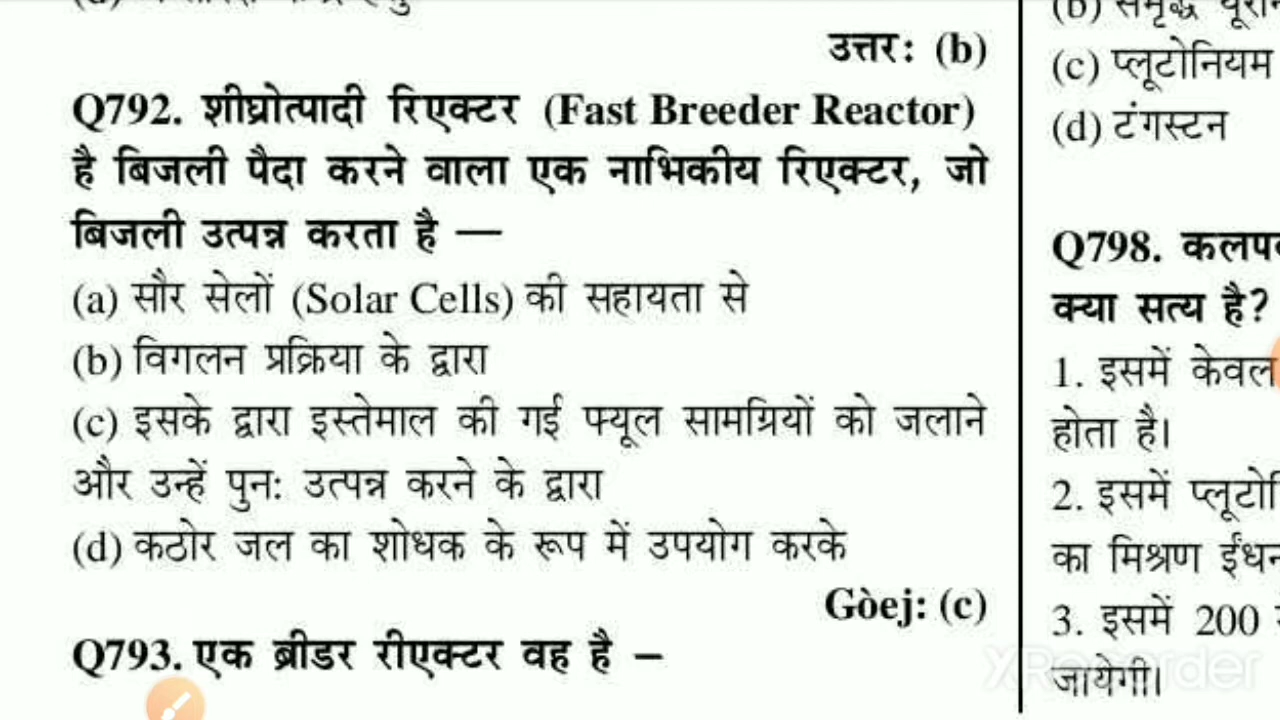 उत्तर: (b)
Q792. शीघ्रोत्पादी रिएक्टर (Fast Breeder Reactor)
है बिजली पैदा करने वाला एक नाभिकीय रिएक्टर, जो
बिजली उत्पन्न करता है —
(a) सौर सेलों (Solar Cells) की सहायता से
(b) विगलन प्रक्रिया के द्वारा
(c) इसके द्वारा इस्तेमाल की गई फ्यूल सामग्रियों को जलाने
और उन्हें पुन: उत्पन्न करने के द्वारा
(d) कठोर जल का शोधक के रूप में उपयोग करके
Gòej: (c)
Q793. एक ब्रीडर रीएक्टर वह है –
(b) समृद्ध
(c) प्लूटोनियम
(d) टंगस्टन
Q798.
क्या सत्य है?
1. इसमें केवल
होता है।
2. इसमें
का मिश्रण ईंधन
3. इसमें 200
जायेगी।
XRecorder